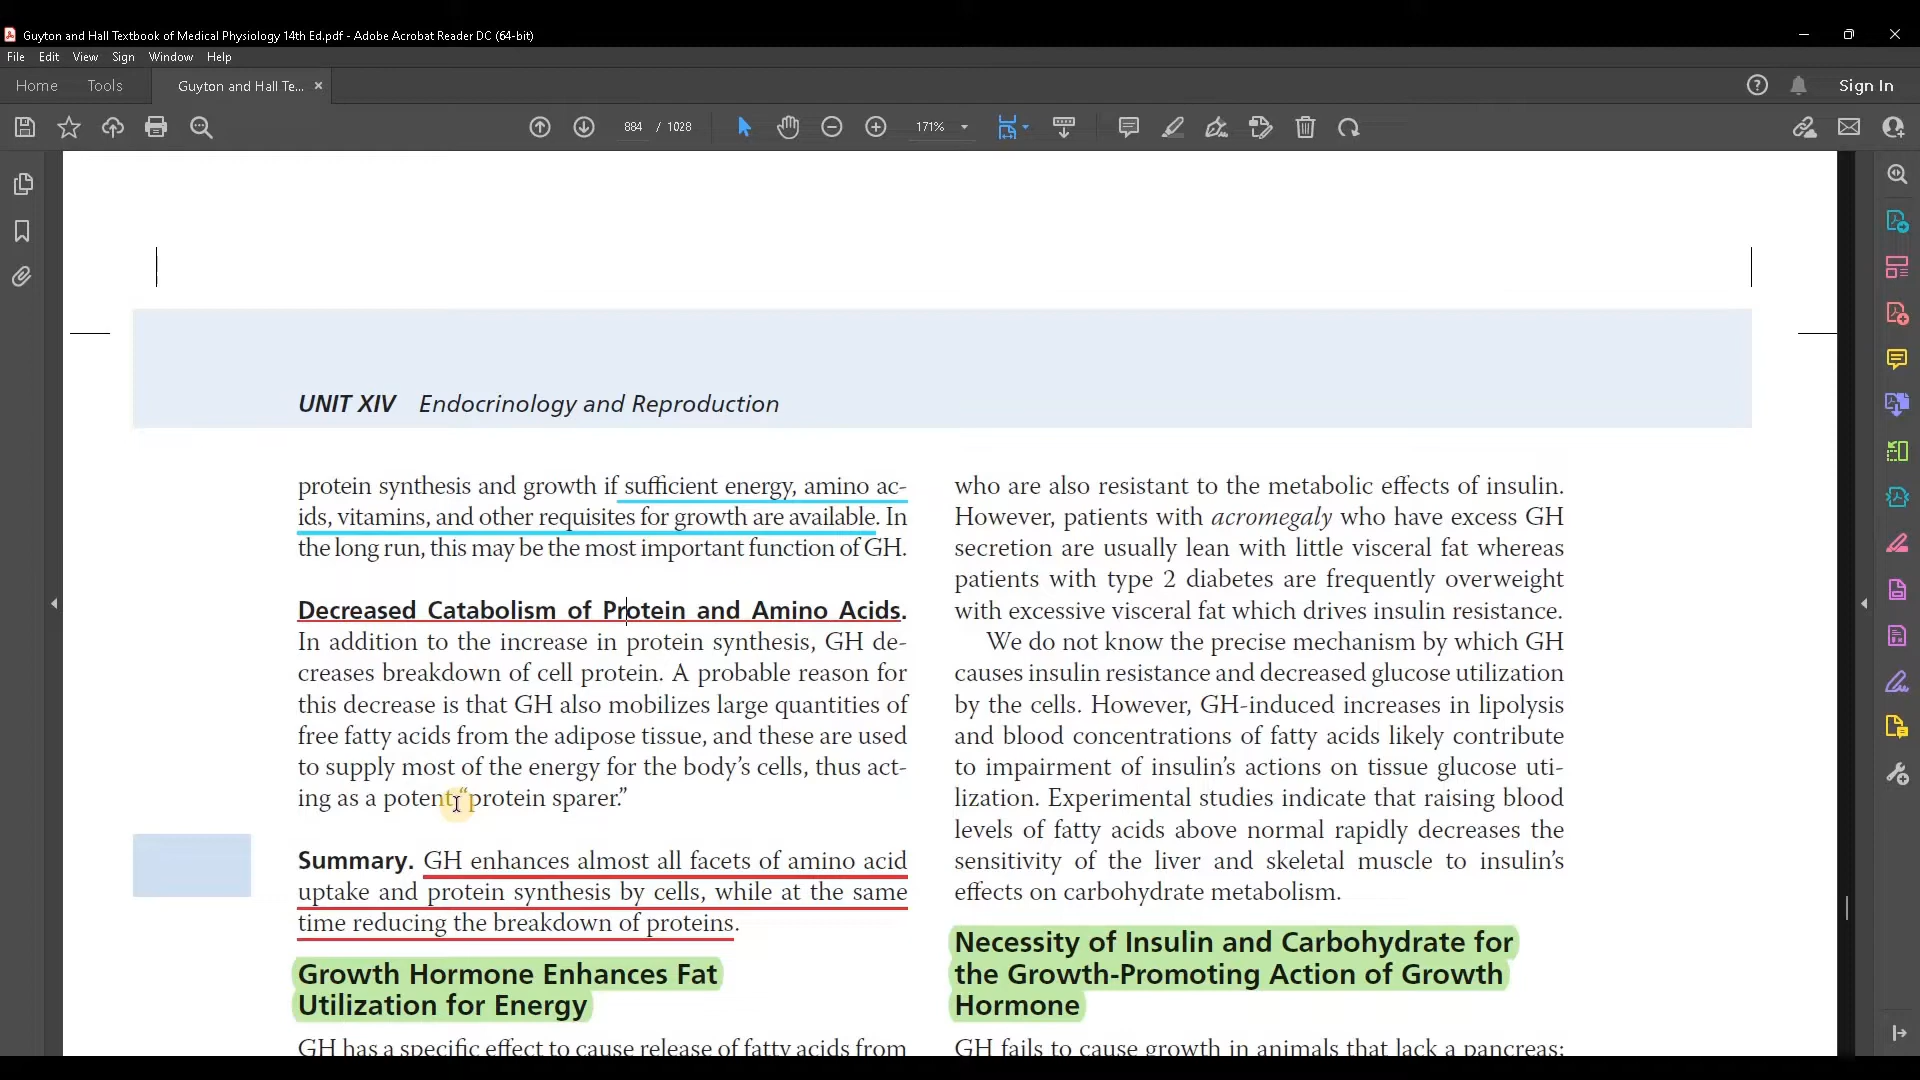 Guyton and Hall Textbook of Medical Physiology 14th Ed.pdf - Adobe Acrobat Reader DC (64-bit)
File Edit View Sign Window Help
Home Tools Guyton and Hall Te... × Sign In
884 / 1028 171%
UNIT XIV Endocrinology and Reproduction
protein synthesis and growth if sufficient energy, amino ac-
ids, vitamins, and other requisites for growth are available. In
the long run, this may be the most important function of GH.
Decreased Catabolism of Protein and Amino Acids.
In addition to the increase in protein synthesis, GH de-
creases breakdown of cell protein. A probable reason for
this decrease is that GH also mobilizes large quantities of
free fatty acids from the adipose tissue, and these are used
to supply most of the energy for the body’s cells, thus act-
ing as a potent “protein sparer.”
Summary. GH enhances almost all facets of amino acid
uptake and protein synthesis by cells, while at the same
time reducing the breakdown of proteins.
Growth Hormone Enhances Fat
Utilization for Energy
GH has a specific effect to cause release of fatty acids from
who are also resistant to the metabolic effects of insulin.
However, patients with acromegaly who have excess GH
secretion are usually lean with little visceral fat whereas
patients with type 2 diabetes are frequently overweight
with excessive visceral fat which drives insulin resistance.
We do not know the precise mechanism by which GH
causes insulin resistance and decreased glucose utilization
by the cells. However, GH-induced increases in lipolysis
and blood concentrations of fatty acids likely contribute
to impairment of insulin’s actions on tissue glucose uti-
lization. Experimental studies indicate that raising blood
levels of fatty acids above normal rapidly decreases the
sensitivity of the liver and skeletal muscle to insulin’s
effects on carbohydrate metabolism.
Necessity of Insulin and Carbohydrate for
the Growth-Promoting Action of Growth
Hormone
GH fails to cause growth in animals that lack a pancreas;